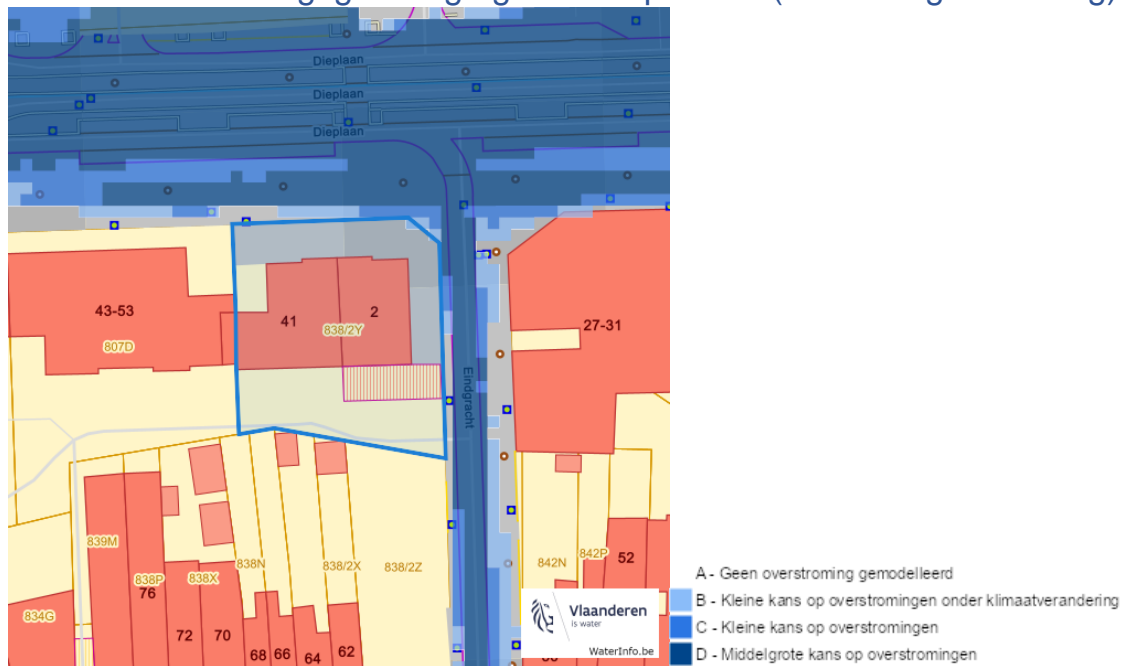 Dieplaan
Dieplaan
Dieplaan
43-53
807D
41
2
838/2Y
27-31
Eindgracht
839M
838P
76
838X
838N
838/2X
838/2Z
842N
842P
52
834G
72
70
68
66
64
62
Vlaanderen
is water
WaterInfo.be
A - Geen overstroming gemodelleerd
B - Kleine kans op overstromingen onder klimaatverandering
C - Kleine kans op overstromingen
D - Middelgrote kans op overstromingen